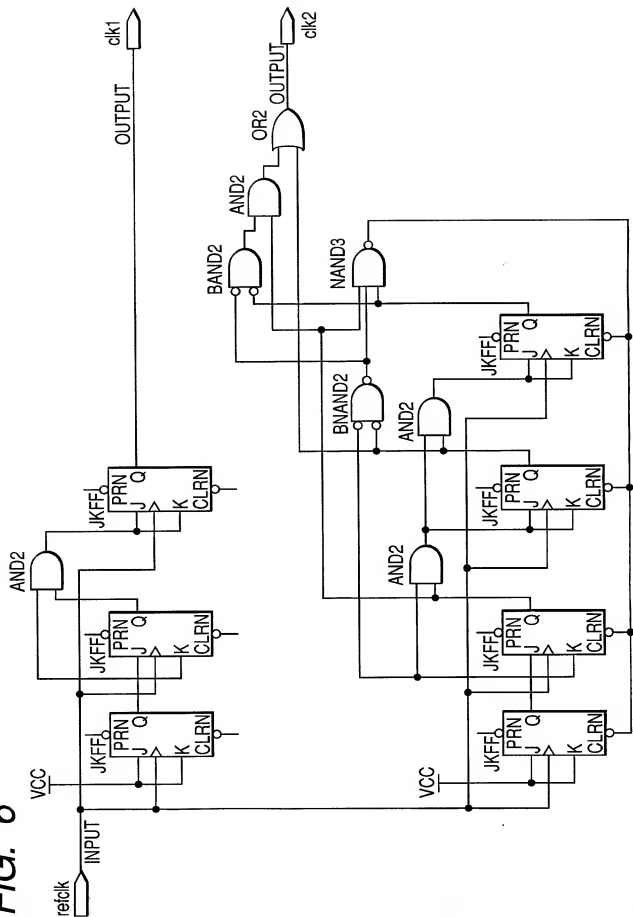 FIG. 6
refclk
INPUT
OUTPUT
clk1
AND2
VCC
JKFF
PRN
J
Q
K
CLRN
JKFF
PRN
J
Q
K
CLRN
JKFF
PRN
J
Q
K
CLRN
OUTPUT
clk2
OR2
AND2
BAND2
NAND3
BNAND2
AND2
AND2
VCC
JKFF
PRN
J
Q
K
CLRN
JKFF
PRN
J
Q
K
CLRN
JKFF
PRN
J
Q
K
CLRN
JKFF
PRN
J
Q
K
CLRN